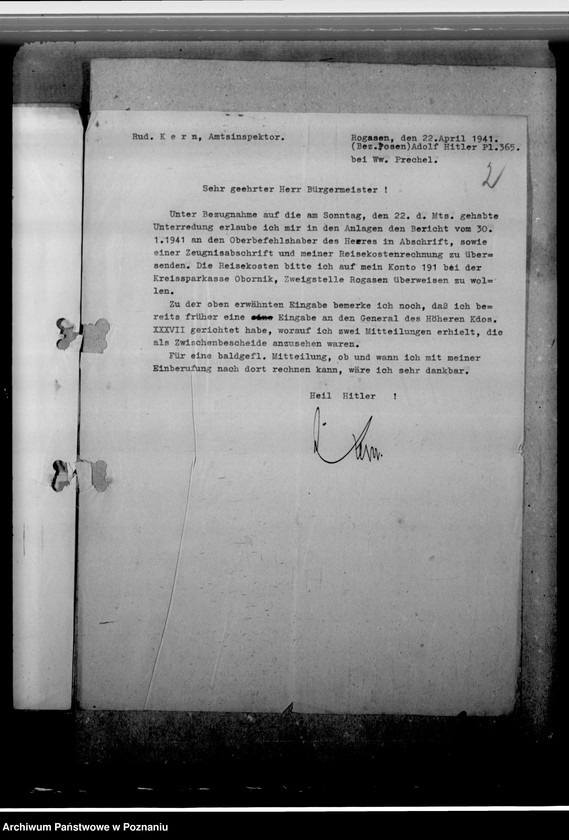 Rud. K e r n, Amtsinspektor.
Rogasen, den 22.April 1941.
(Bez.Posen)Adolf Hitler Pl.365.
bei Ww. Prechel.
2
Sehr geehrter Herr Bürgermeister !
Unter Bezugnahme auf die am Sonntag, den 22. d. Mts. gehabte
Unterredung erlaube ich mir in den Anlagen den Bericht vom 30.
1.1941 an den Oberbefehlshaber des Heeres in Abschrift, sowie
einer Zeugnisabschrift und meiner Reisekostenrechnung zu über=
senden. Die Reisekosten bitte ich auf mein Konto 191 bei der
Kreissparkasse Obornik, Zweigstelle Rogasen überweisen zu wol=
len.
Zu der oben erwähnten Eingabe bemerke ich noch, daß ich be=
reits früher eine eine Eingabe an den General des Höheren Kdos.
XXXVII gerichtet habe, worauf ich zwei Mitteilungen erhielt, die
als Zwischenbescheide anzusehen waren.
Für eine baldgefl. Mitteilung, ob und wann ich mit meiner
Einberufung nach dort rechnen kann, wäre ich sehr dankbar.
Heil Hitler !
Kern.
Archiwum Państwowe w Poznaniu